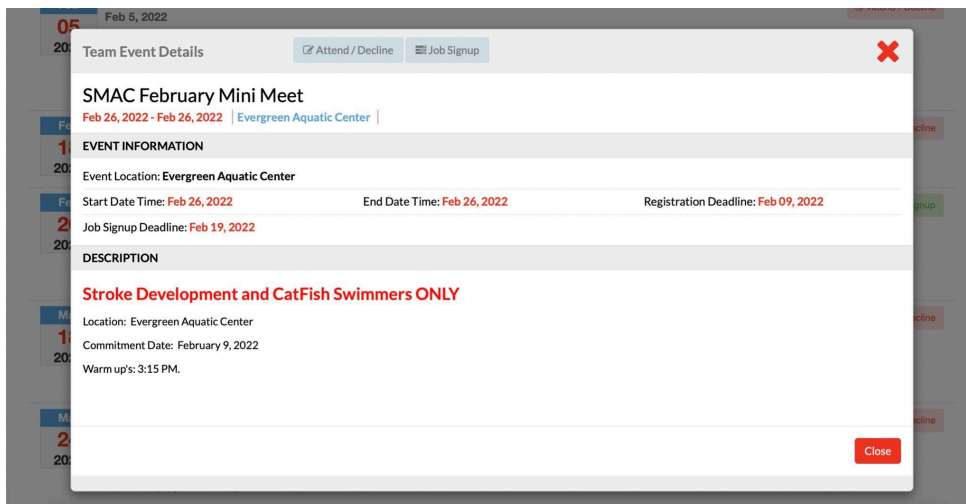 Feb 5, 2022
05
Team Event Details
Attend / Decline
Job Signup
SMAC February Mini Meet
Feb 26, 2022 - Feb 26, 2022 | Evergreen Aquatic Center |
EVENT INFORMATION
Event Location: Evergreen Aquatic Center
Start Date Time: Feb 26, 2022 End Date Time: Feb 26, 2022 Registration Deadline: Feb 09, 2022
Job Signup Deadline: Feb 19, 2022
DESCRIPTION
Stroke Development and CatFish Swimmers ONLY
Location: Evergreen Aquatic Center
Commitment Date: February 9, 2022
Warm up's: 3:15 PM.
Close